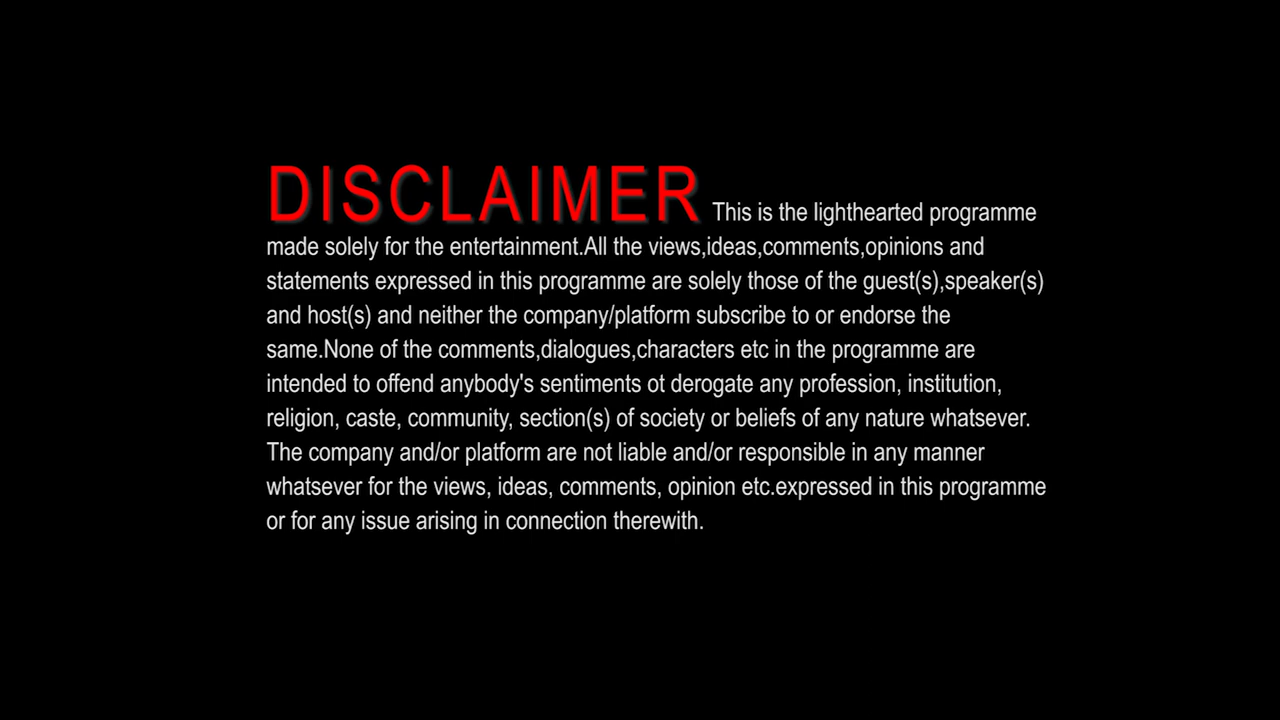 DISCLAIMER This is the lighthearted programme
made solely for the entertainment.All the views,ideas,comments,opinions and
statements expressed in this programme are solely those of the guest(s),speaker(s)
and host(s) and neither the company/platform subscribe to or endorse the
same.None of the comments,dialogues,characters etc in the programme are
intended to offend anybody's sentiments ot derogate any profession, institution,
religion, caste, community, section(s) of society or beliefs of any nature whatsever.
The company and/or platform are not liable and/or responsible in any manner
whatsever for the views, ideas, comments, opinion etc.expressed in this programme
or for any issue arising in connection therewith.